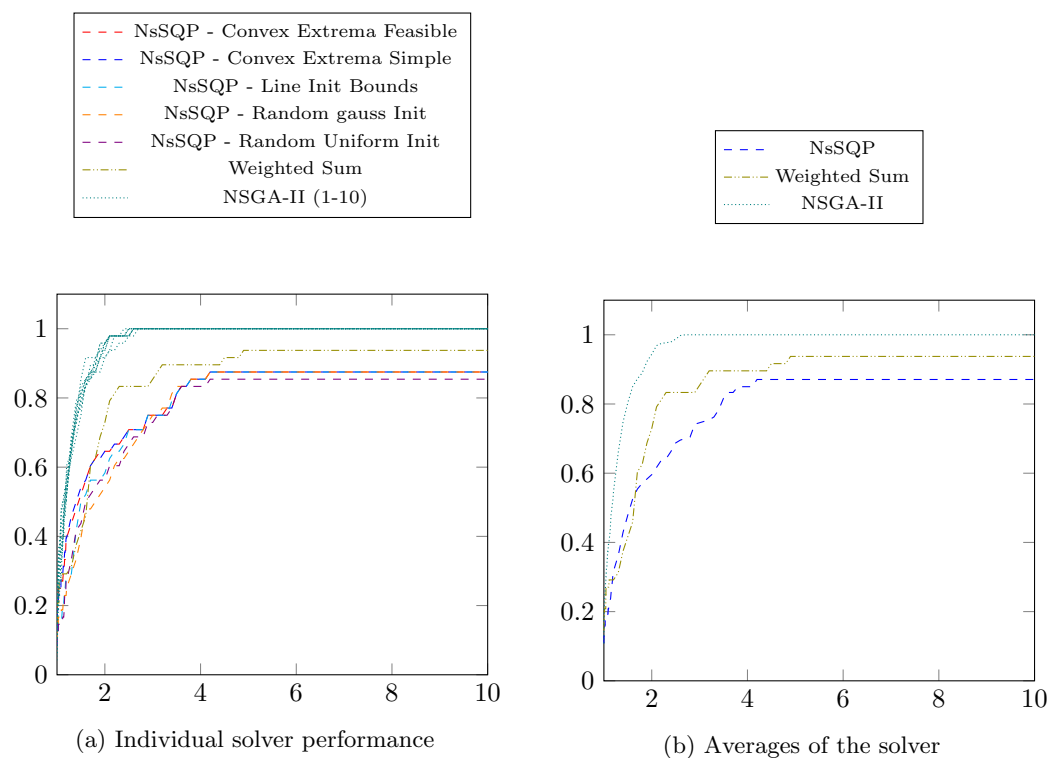 NsSQP - Convex Extrema Feasible
NsSQP - Convex Extrema Simple
NsSQP - Line Init Bounds
NsSQP - Random gauss Init
NsSQP - Random Uniform Init
Weighted Sum
NSGA-II (1-10)
1
0.8
0.6
0.4
0.2
0
2 4 6 8 10
(a) Individual solver performance
NsSQP
Weighted Sum
NSGA-II
1
0.8
0.6
0.4
0.2
0
2 4 6 8 10
(b) Averages of the solver